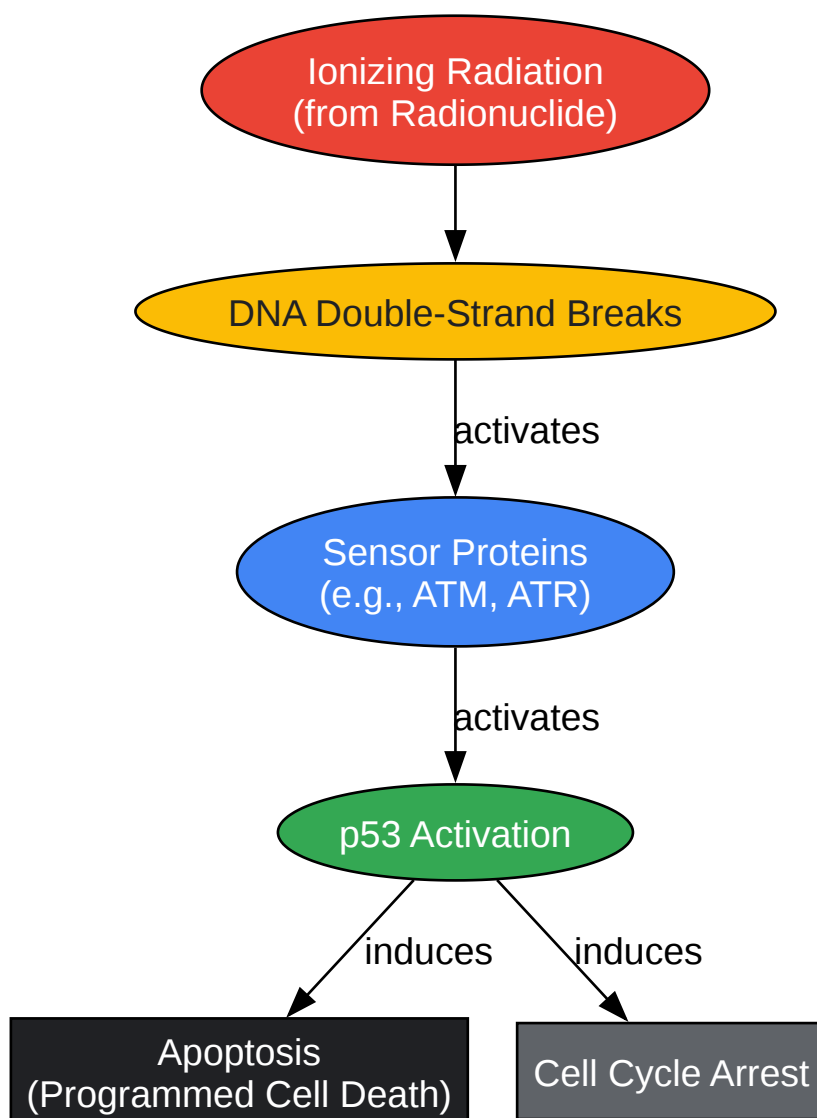 Ionizing Radiation
(from Radionuclide)
DNA Double-Strand Breaks
activates
Sensor Proteins
(e.g., ATM, ATR)
activates
p53 Activation
induces
induces
Apoptosis
(Programmed Cell Death)
Cell Cycle Arrest